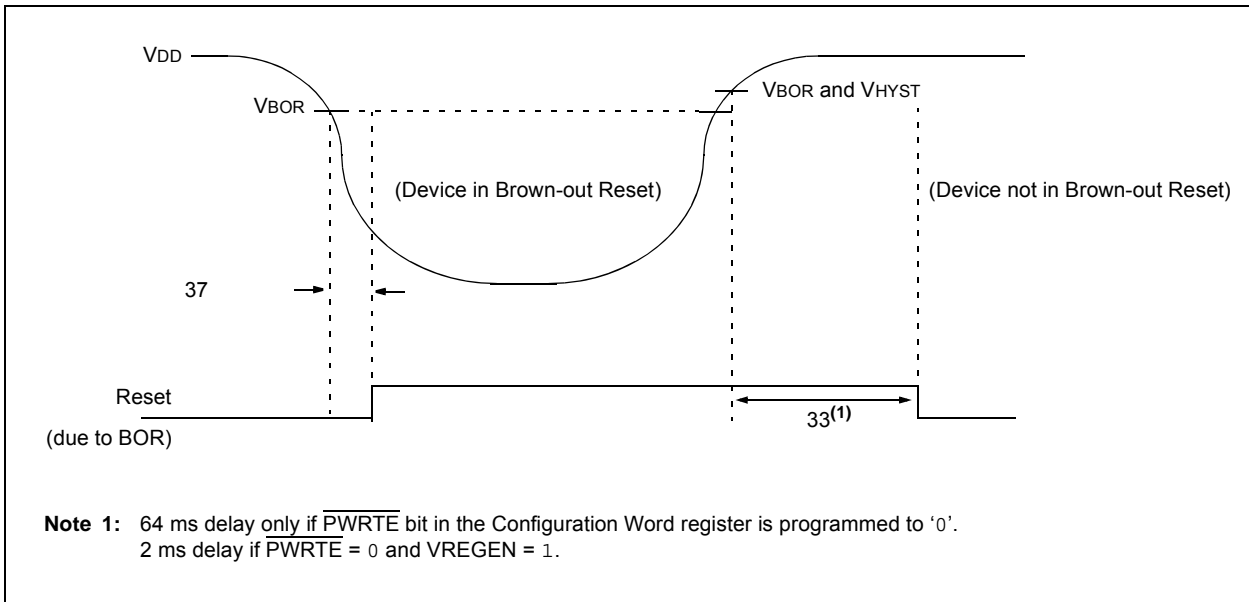 VDD
VBOR
VBOR and VHYST
(Device in Brown-out Reset)
(Device not in Brown-out Reset)
37
Reset
(due to BOR)
33(1)
Note 1: 64 ms delay only if PWRTE bit in the Configuration Word register is programmed to ‘0’.
2 ms delay if PWRTE = 0 and VREGEN = 1.